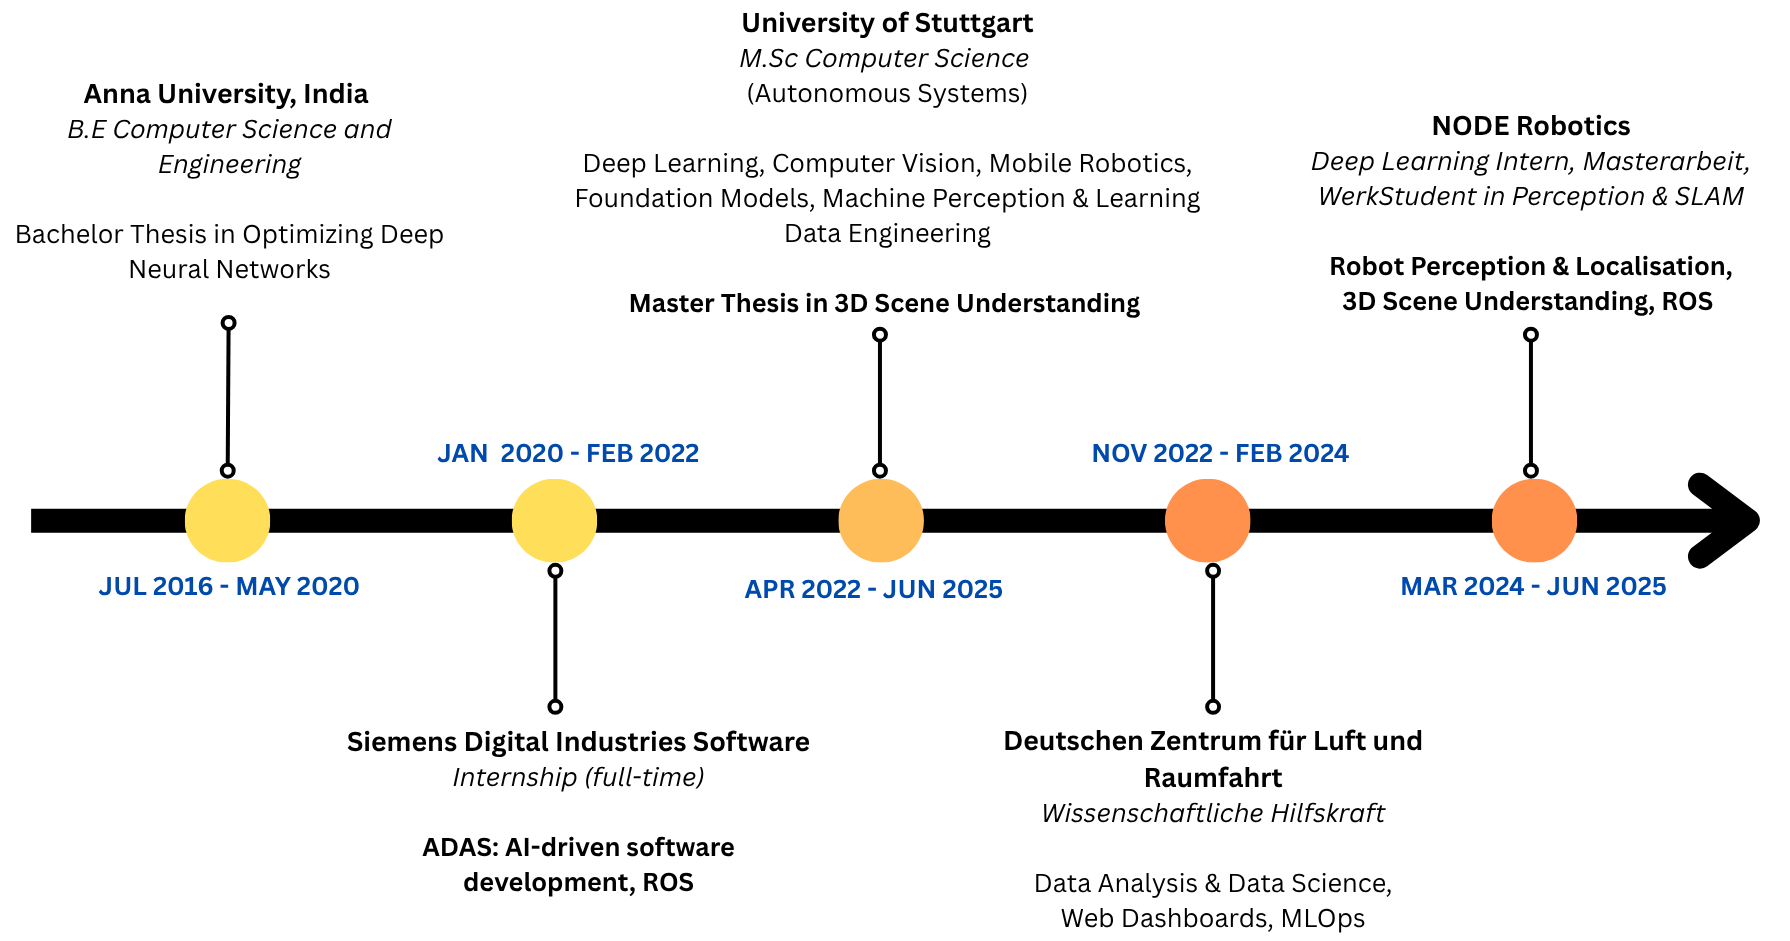 Anna University, India
B.E Computer Science and
Engineering
Bachelor Thesis in Optimizing Deep
Neural Networks
JUL 2016 - MAY 2020
JAN  2020 - FEB 2022
Siemens Digital Industries Software
Internship (full-time)
ADAS: AI-driven software
development, ROS
University of Stuttgart
M.Sc Computer Science
(Autonomous Systems)
Deep Learning, Computer Vision, Mobile Robotics,
Foundation Models, Machine Perception & Learning
Data Engineering
Master Thesis in 3D Scene Understanding
APR 2022 - JUN 2025
NOV 2022 - FEB 2024
Deutschen Zentrum für Luft und
Raumfahrt
Wissenschaftliche Hilfskraft
Data Analysis & Data Science,
Web Dashboards, MLOps
NODE Robotics
Deep Learning Intern, Masterarbeit,
WerkStudent in Perception & SLAM
Robot Perception & Localisation,
3D Scene Understanding, ROS
MAR 2024 - JUN 2025